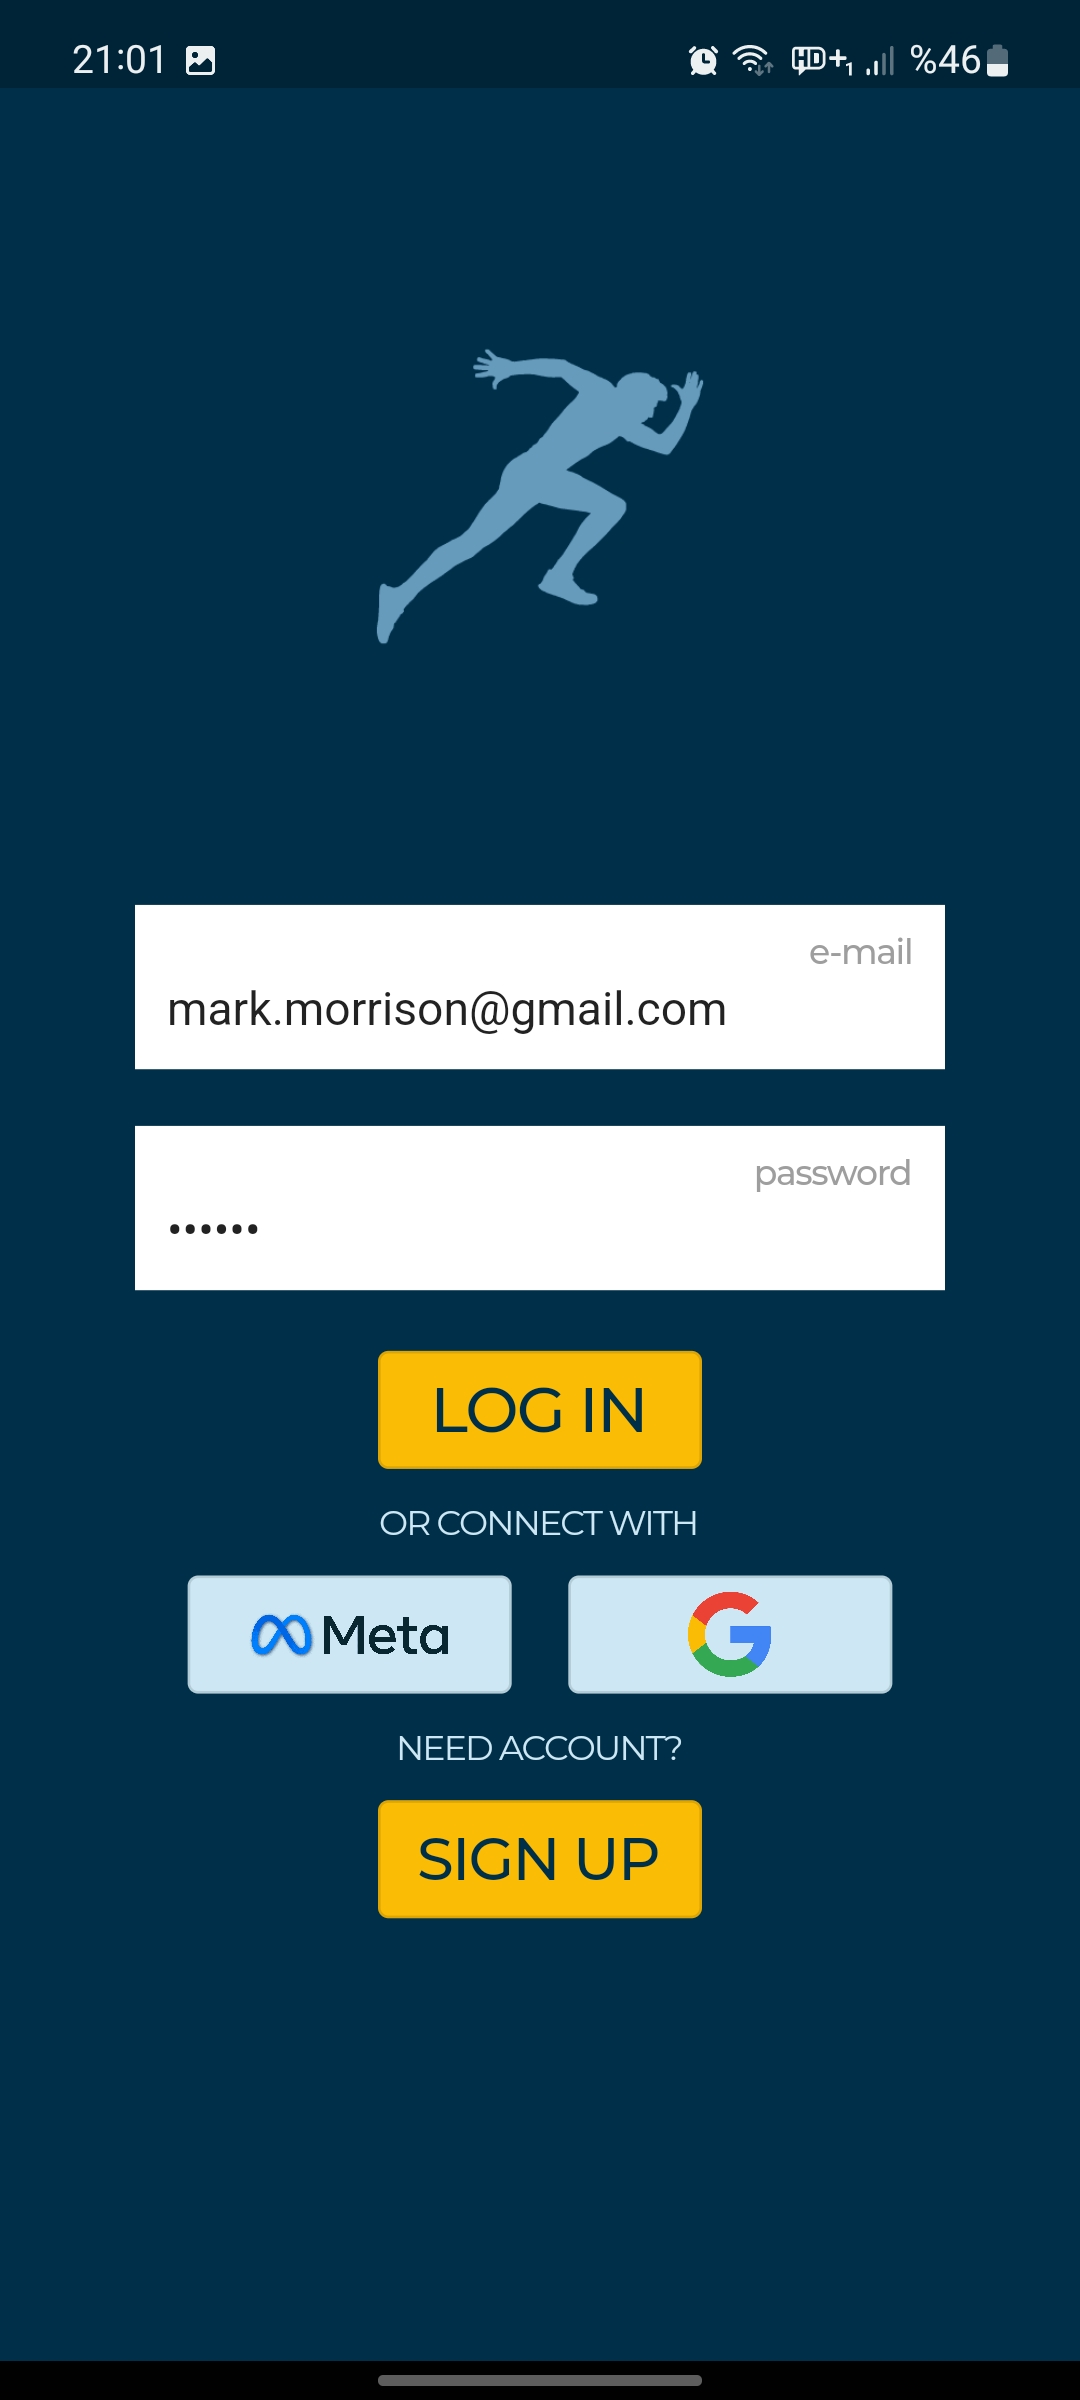 21:01 HD+1 %46
e-mail
mark.morrison@gmail.com
password
••••••
LOG IN
OR CONNECT WITH
Meta G
NEED ACCOUNT?
SIGN UP